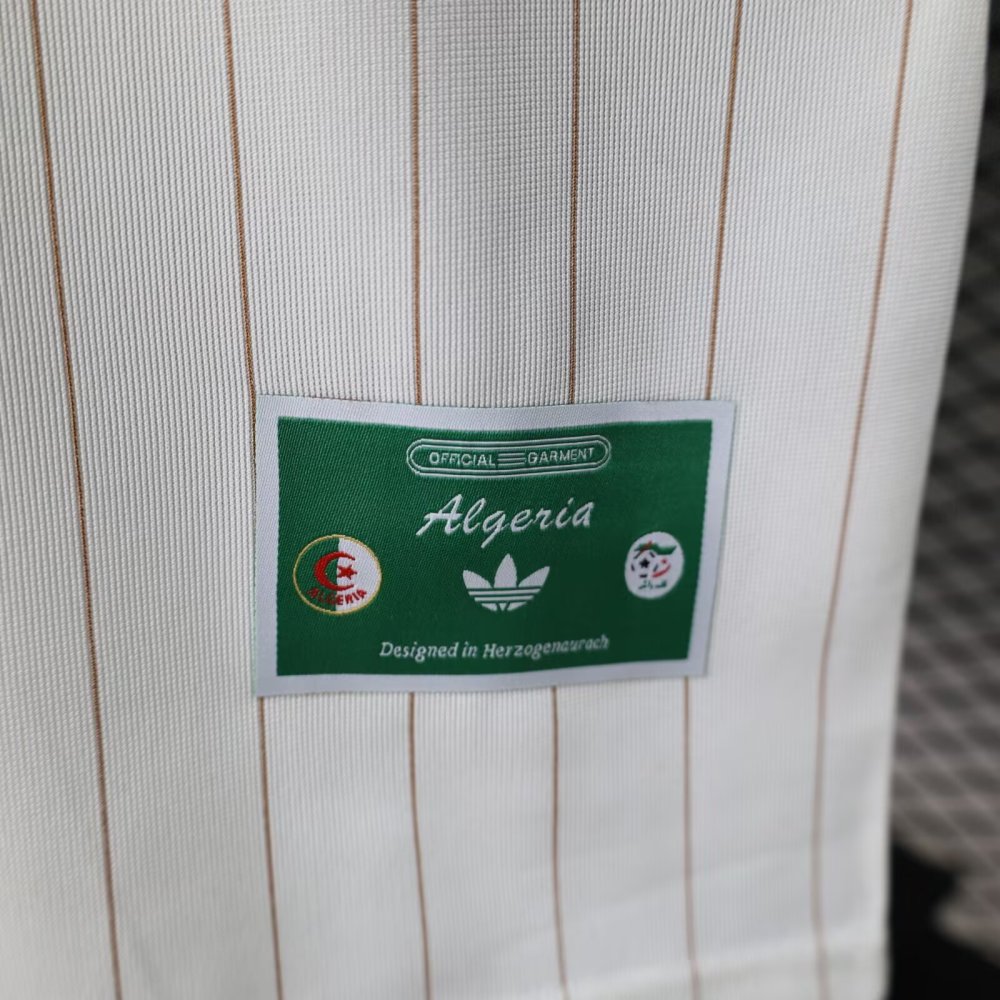 OFFICIAL GARMENT
Algeria
ALGERIA
Designed in Herzogenaurach